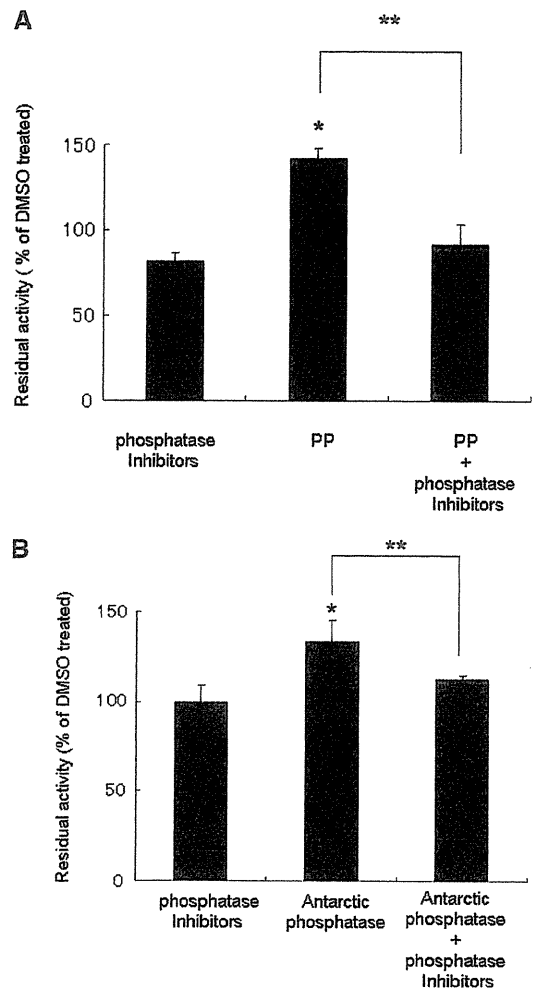 A
**
*
Residual activity ( % of DMSO treated)
150
100
50
0
phosphatase
Inhibitors
PP
PP
+
phosphatase
Inhibitors
B
**
*
Residual activity (% of DMSO treated)
150
100
50
0
phosphatase
Inhibitors
Antarctic
phosphatase
Antarctic
phosphatase
+
phosphatase
Inhibitors